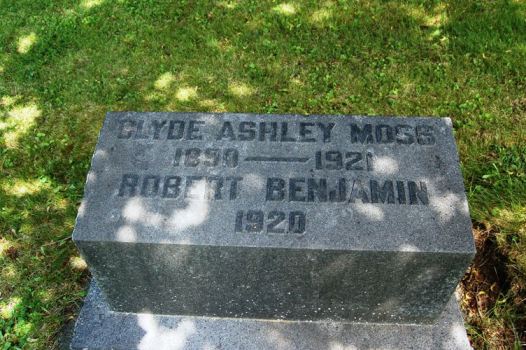 CLYDE ASHLEY MOSS
1890 — 1921
ROBERT BENJAMIN
1920